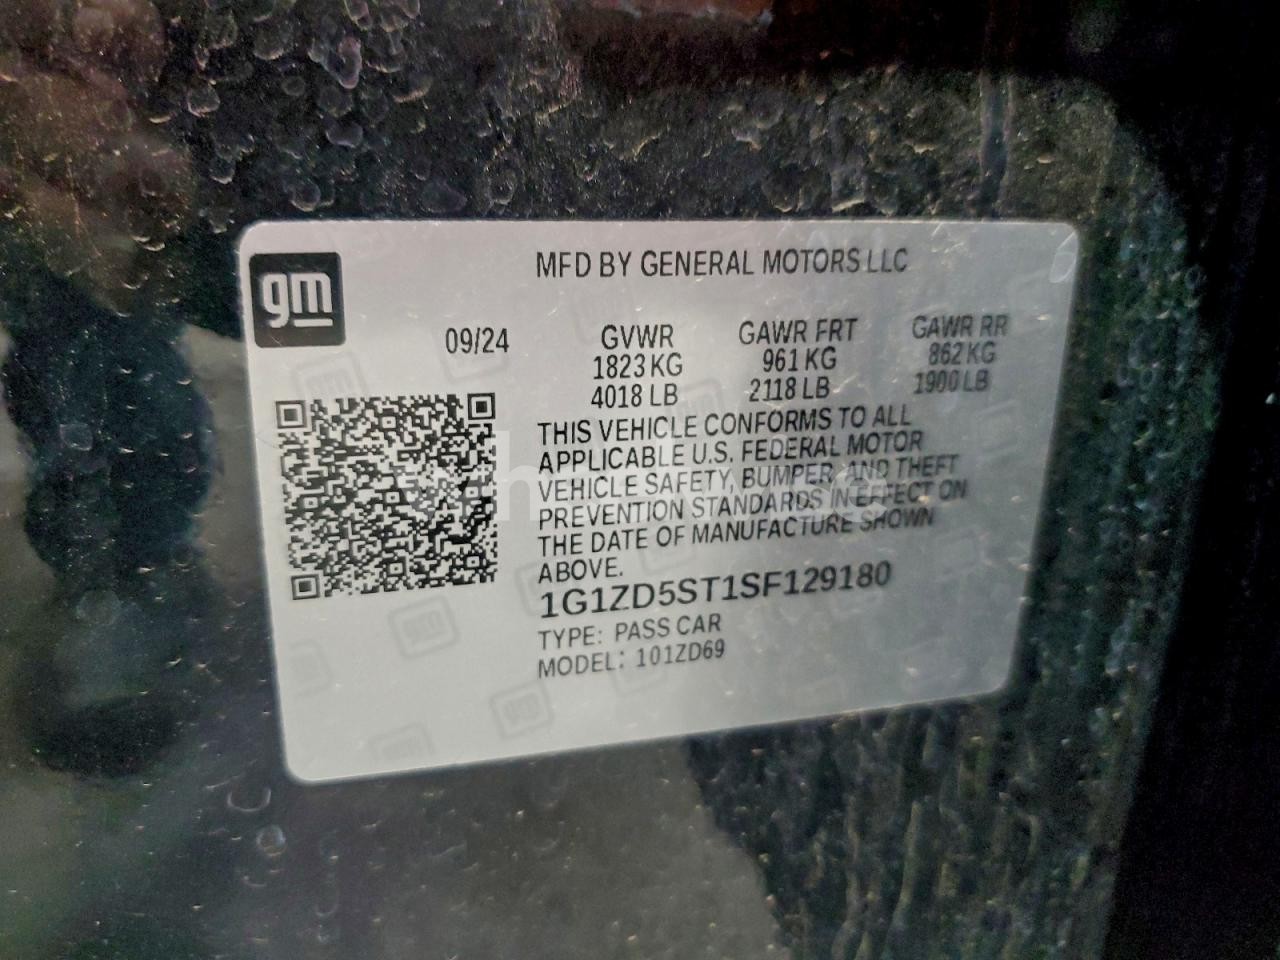 gm
MFD BY GENERAL MOTORS LLC
09/24 GVWR GAWR FRT GAWR RR
1823 KG 961 KG 862 KG
4018 LB 2118 LB 1900 LB
THIS VEHICLE CONFORMS TO ALL
APPLICABLE U.S. FEDERAL MOTOR
VEHICLE SAFETY, BUMPER, AND THEFT
PREVENTION STANDARDS IN EFFECT ON
THE DATE OF MANUFACTURE SHOWN
ABOVE.
1G1ZD5ST1SF129180
TYPE: PASS CAR
MODEL: 101ZD69